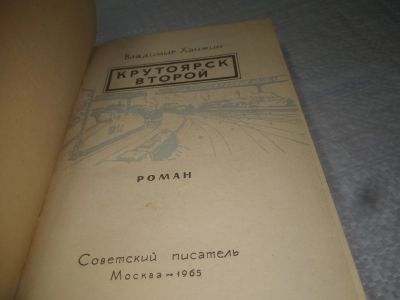 Владимир Ханжин
КРУТОЯРСК
ВТОРОЙ
РОМАН
Советский писатель
Москва — 1965